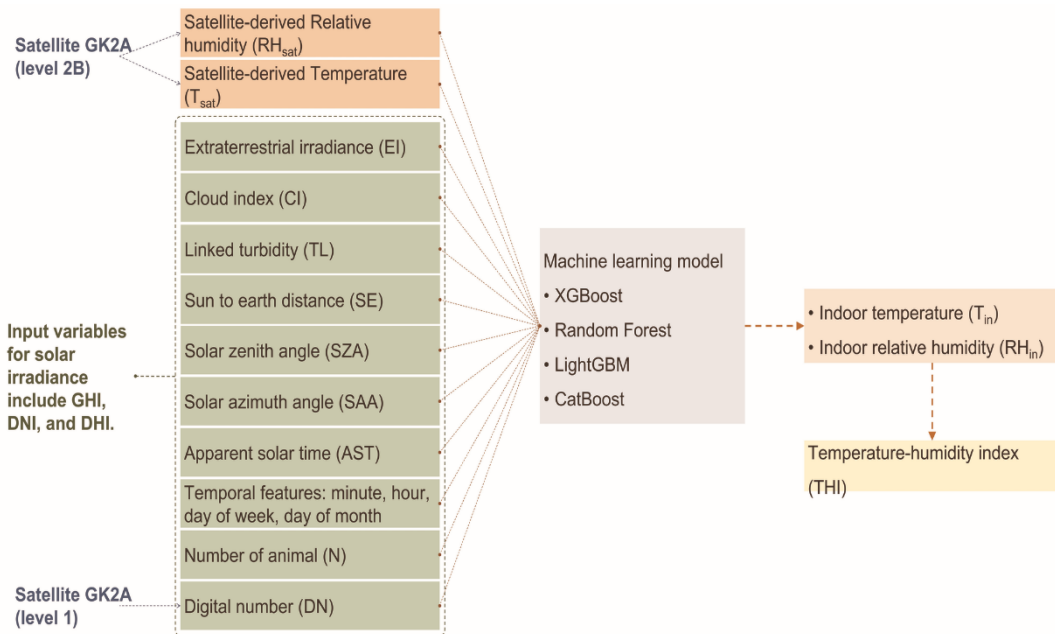 Satellite GK2A
(level 2B)
Satellite-derived Relative
humidity (RHsat)
Satellite-derived Temperature
(Tsat)
Extraterrestrial irradiance (EI)
Cloud index (CI)
Linked turbidity (TL)
Sun to earth distance (SE)
Solar zenith angle (SZA)
Solar azimuth angle (SAA)
Apparent solar time (AST)
Temporal features: minute, hour,
day of week, day of month
Number of animal (N)
Digital number (DN)
Input variables
for solar
irradiance
include GHI,
DNI, and DHI.
Satellite GK2A
(level 1)
Machine learning model
• XGBoost
• Random Forest
• LightGBM
• CatBoost
• Indoor temperature (Tin)
• Indoor relative humidity (RHin)
Temperature-humidity index
(THI)